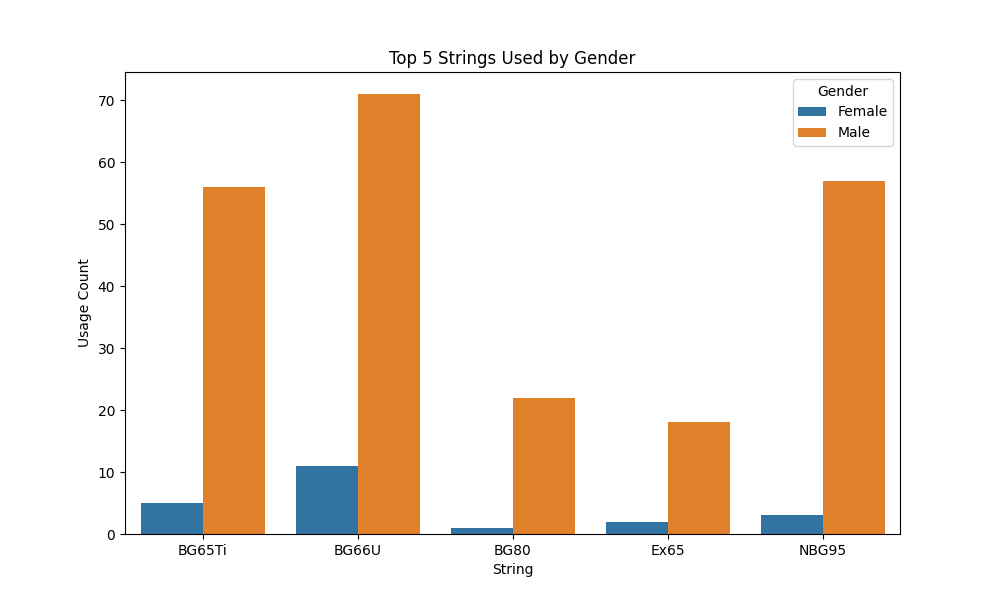 Top 5 Strings Used by Gender
Gender
Female
Male
Usage Count
70
60
50
40
30
20
10
0
BG65Ti
BG66U
BG80
Ex65
NBG95
String